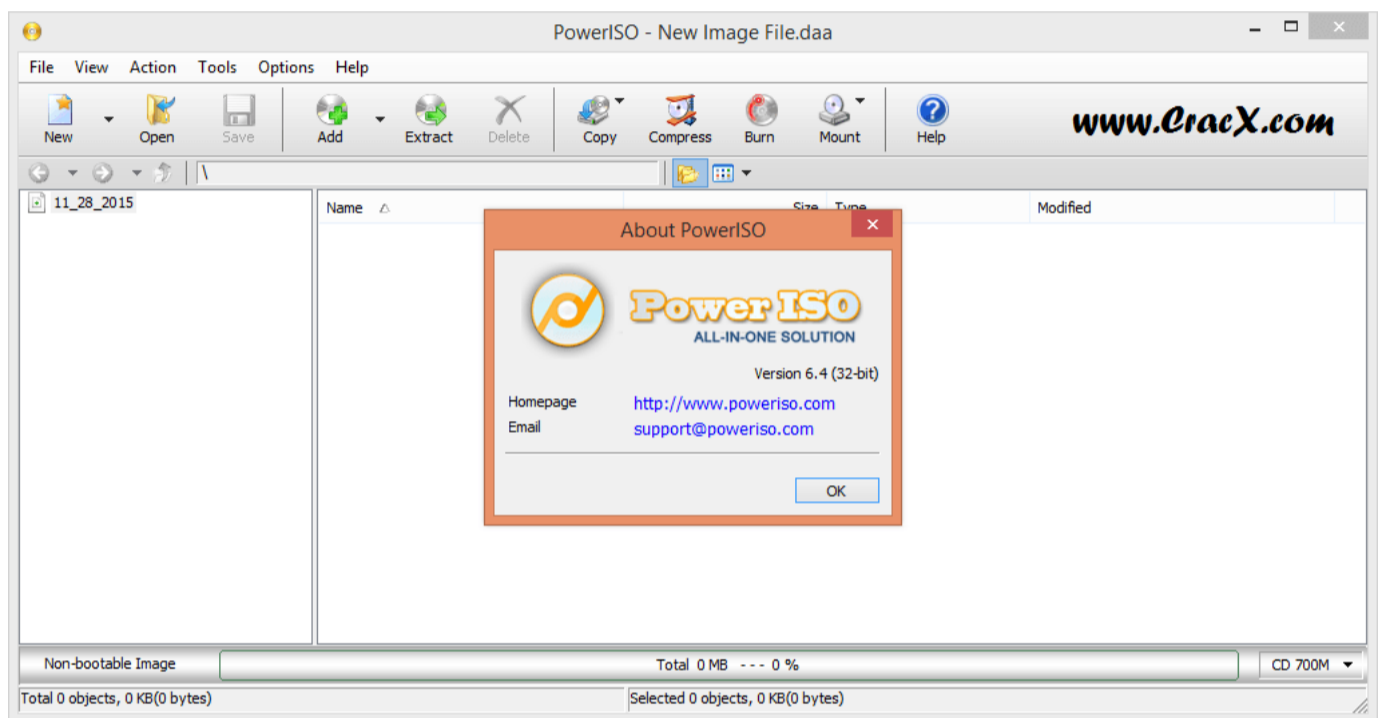 PowerISO - New Image File.daa
File View Action Tools Options Help
New Open Save Add Extract Delete Copy Compress Burn Mount Help
www.CracX.com
\
11_28_2015
Name Size Type Modified
About PowerISO
Power ISO
ALL-IN-ONE SOLUTION
Version 6.4 (32-bit)
Homepage http://www.poweriso.com
Email support@poweriso.com
OK
Non-bootable Image Total 0 MB --- 0 % CD 700M
Total 0 objects, 0 KB(0 bytes) Selected 0 objects, 0 KB(0 bytes)